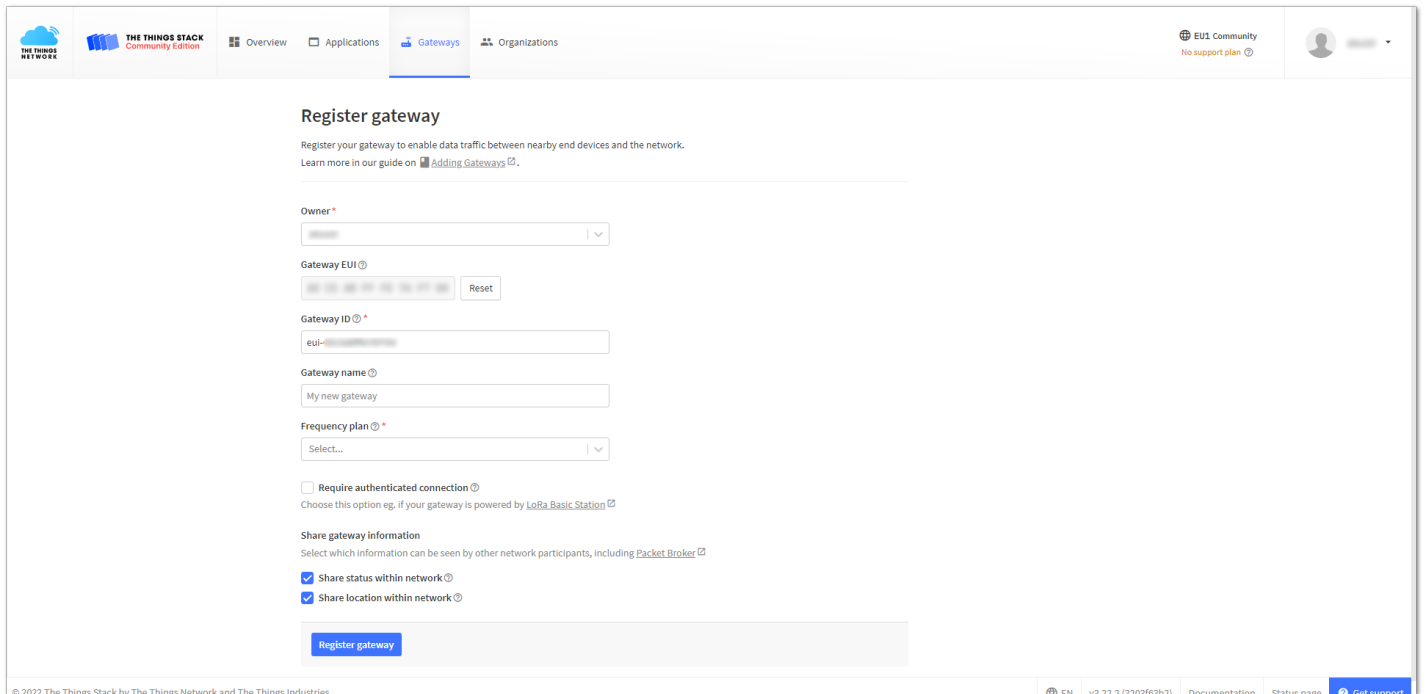 THE THINGS
NETWORK
THE THINGS STACK
Community Edition
Overview
Applications
Gateways
Organizations
EU1 Community
No support plan
Register gateway
Register your gateway to enable data traffic between nearby end devices and the network.
Learn more in our guide on Adding Gateways.
Owner*
Gateway EUI
Reset
Gateway ID *
eui-
Gateway name
My new gateway
Frequency plan *
Select...
Require authenticated connection
Choose this option eg. if your gateway is powered by LoRa Basic Station
Share gateway information
Select which information can be seen by other network participants, including Packet Broker
Share status within network
Share location within network
Register gateway
© 2022 The Things Stack by The Things Network and The Things Industries
EN
v3.22.2 (3203f63b2)
Documentation
Status page
Get support